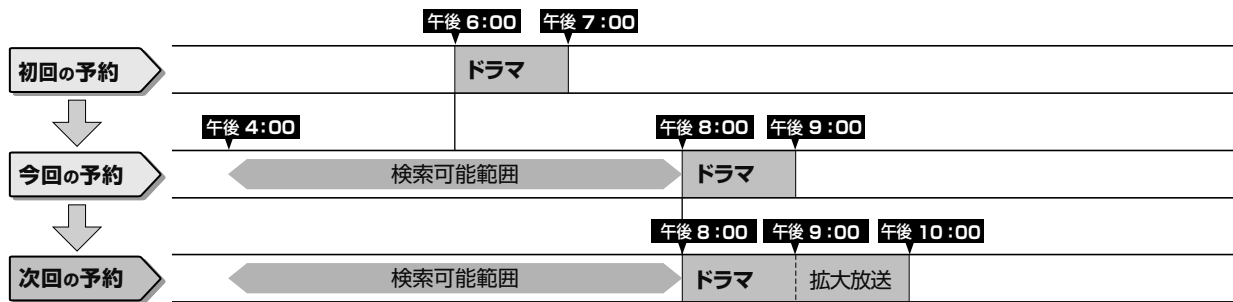 午後 6:00 午後 7:00
初回の予約 ドラマ
午後 4:00 午後 8:00 午後 9:00
今回の予約 検索可能範囲 ドラマ
午後 8:00 午後 9:00 午後 10:00
次回の予約 検索可能範囲 ドラマ 拡大放送